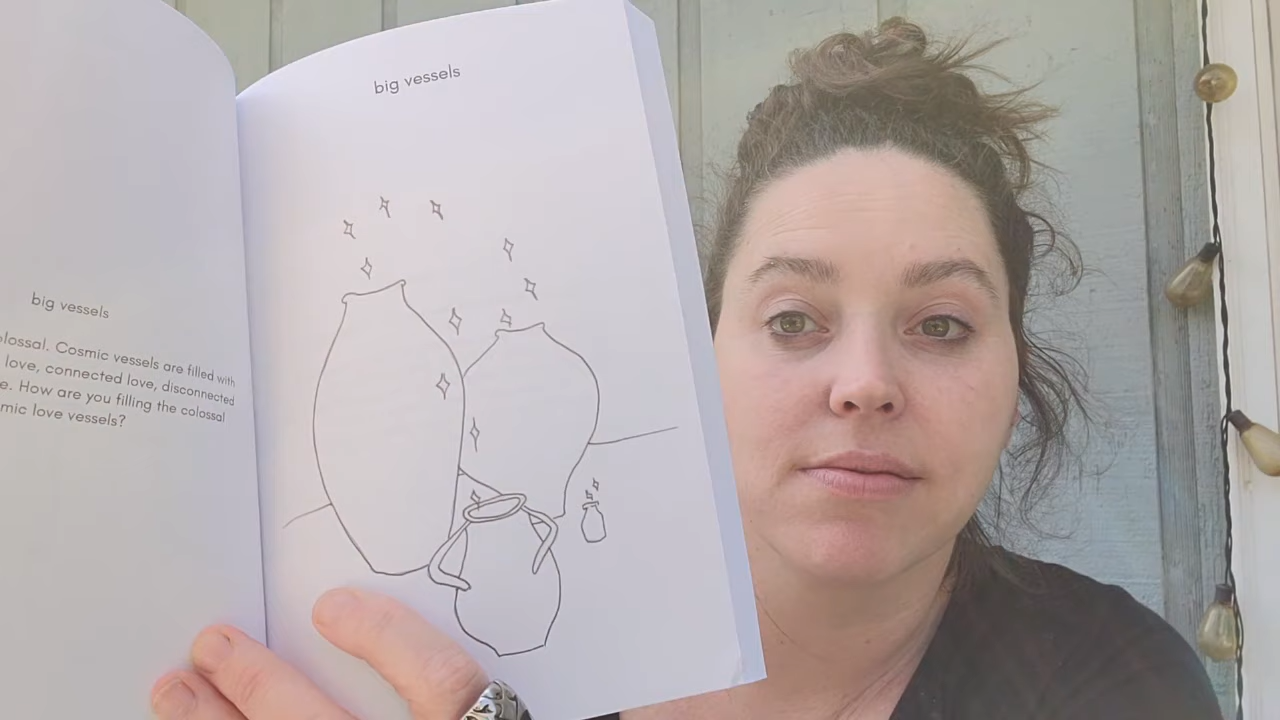 big vessels
colossal. Cosmic vessels are filled with
love, connected love, disconnected
e. How are you filling the colossal
mic love vessels?
big vessels